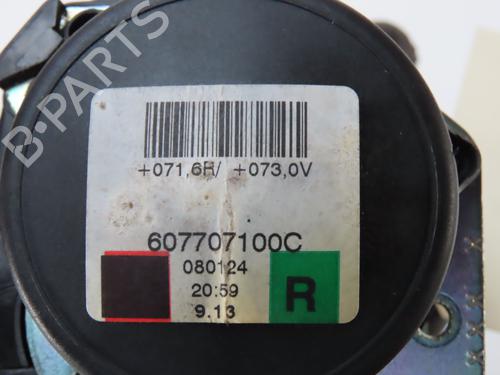 B-PARTS
+071,6R/ +073,0V
607707100C
080124
20:59
9.13
R